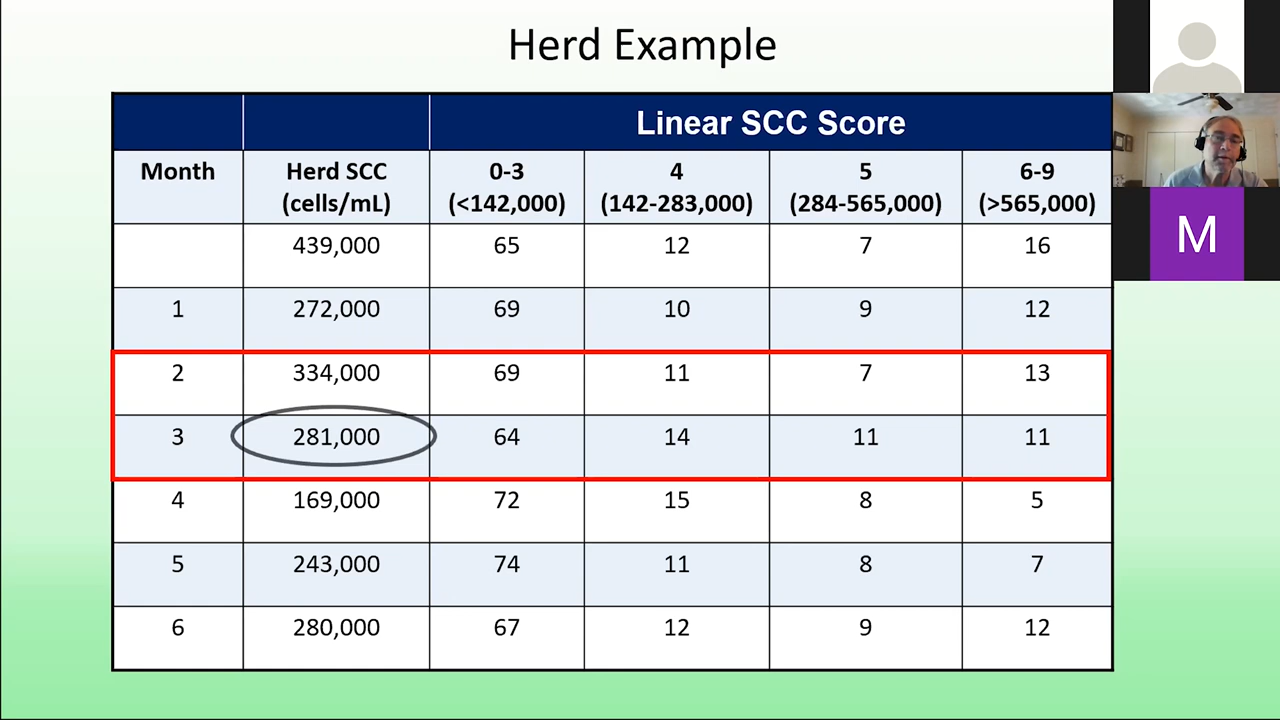 Herd Example
Linear SCC Score
Month Herd SCC (cells/mL) 0-3 (<142,000) 4 (142-283,000) 5 (284-565,000) 6-9 (>565,000)
439,000 65 12 7 16
1 272,000 69 10 9 12
2 334,000 69 11 7 13
3 281,000 64 14 11 11
4 169,000 72 15 8 5
5 243,000 74 11 8 7
6 280,000 67 12 9 12
M